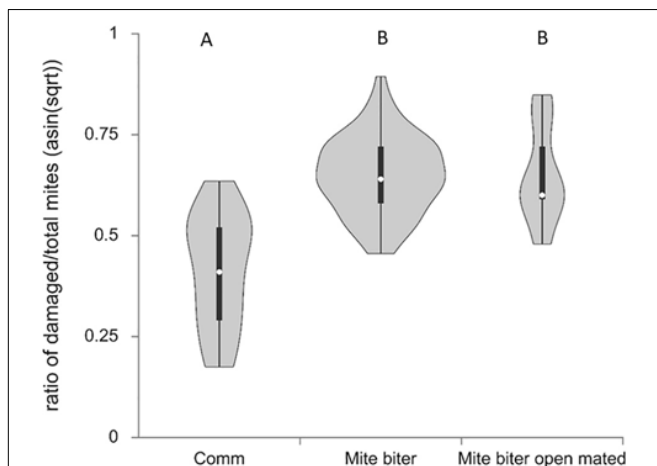 ratio of damaged/total mites (asin(sqrt))
1
0.75
0.5
0.25
0
A B B
Comm Mite biter Mite biter open mated